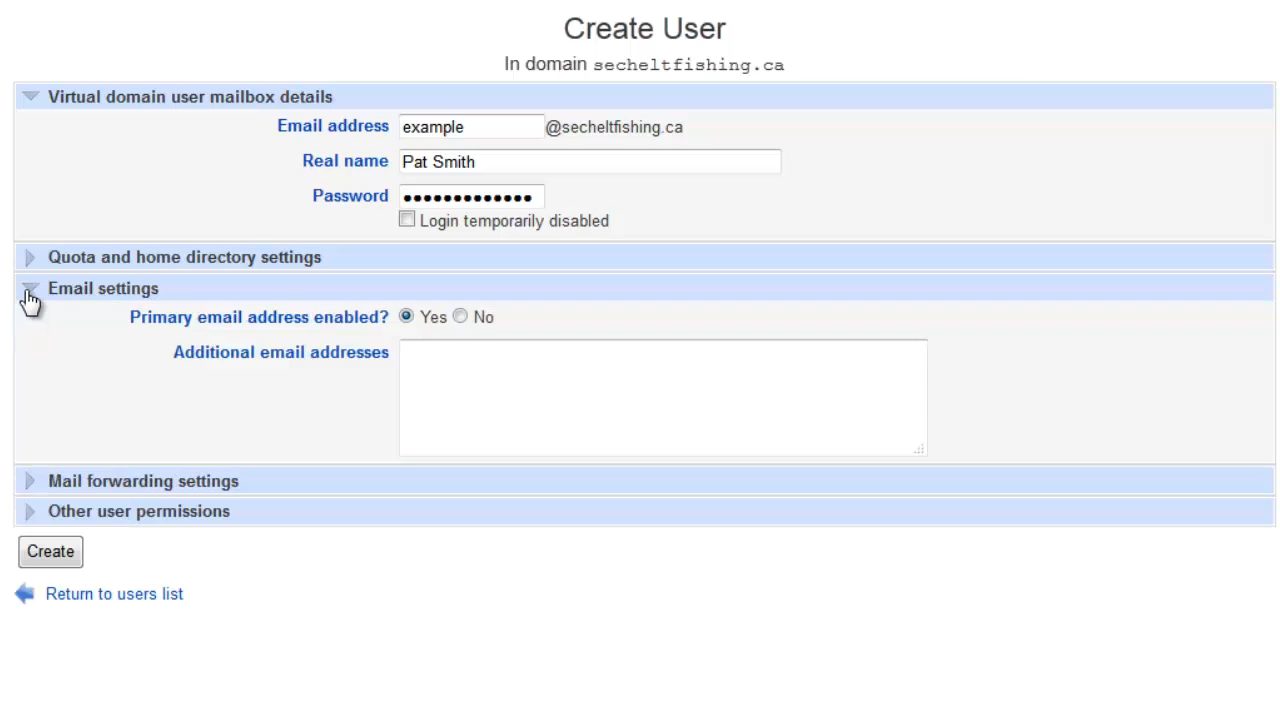 Create User
In domain secheltfishing.ca
Virtual domain user mailbox details
Email address example@secheltfishing.ca
Real name Pat Smith
Password •••••••••••••
Login temporarily disabled
Quota and home directory settings
Email settings
Primary email address enabled? Yes No
Additional email addresses
Mail forwarding settings
Other user permissions
Create
Return to users list